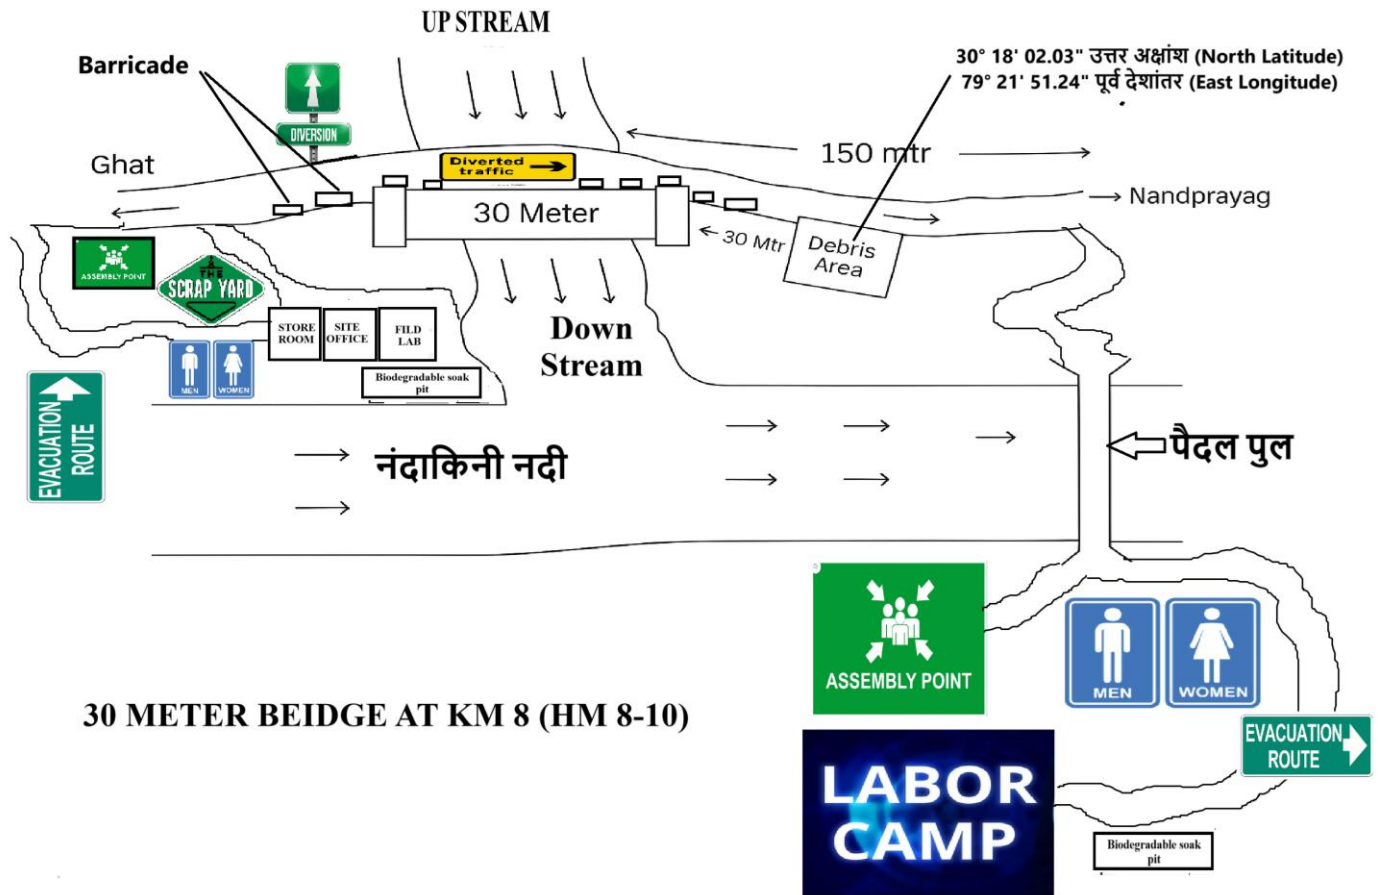 UP STREAM
Barricade
30° 18' 02.03" उत्तर अक्षांश (North Latitude)
79° 21' 51.24" पूर्व देशांतर (East Longitude)
DIVERSION
Ghat
Diverted
traffic
150 mtr
Nandprayag
30 Meter
30 Mtr
Debris
Area
ASSEMBLY POINT
THE
SCRAP YARD
STORE
ROOM
SITE
OFFICE
FILD
LAB
Down
Stream
MEN
WOMEN
Biodegradable soak
pit
EVACUATION
ROUTE
नंदाकिनी नदी
पैदल पुल
ASSEMBLY POINT
MEN
WOMEN
30 METER BEIDGE AT KM 8 (HM 8-10)
EVACUATION
ROUTE
LABOR
CAMP
Biodegradable soak
pit